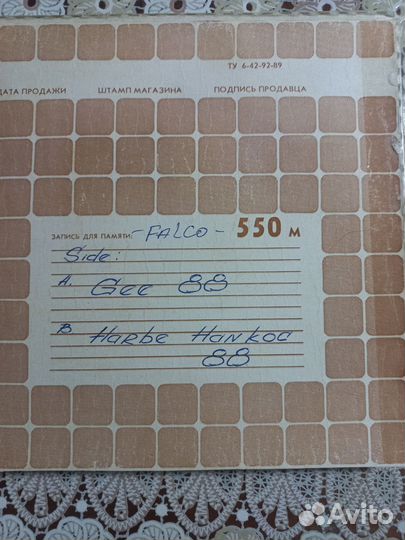 ТУ 6-42-92-89
ДАТА ПРОДАЖИ ШТАМП МАГАЗИНА ПОДПИСЬ ПРОДАВЦА
ЗАПИСЬ ДЛЯ ПАМЯТИ: -FALCO- 550 м
Side:
A. Gee 88
B Harbe Hankoc
88
Avito